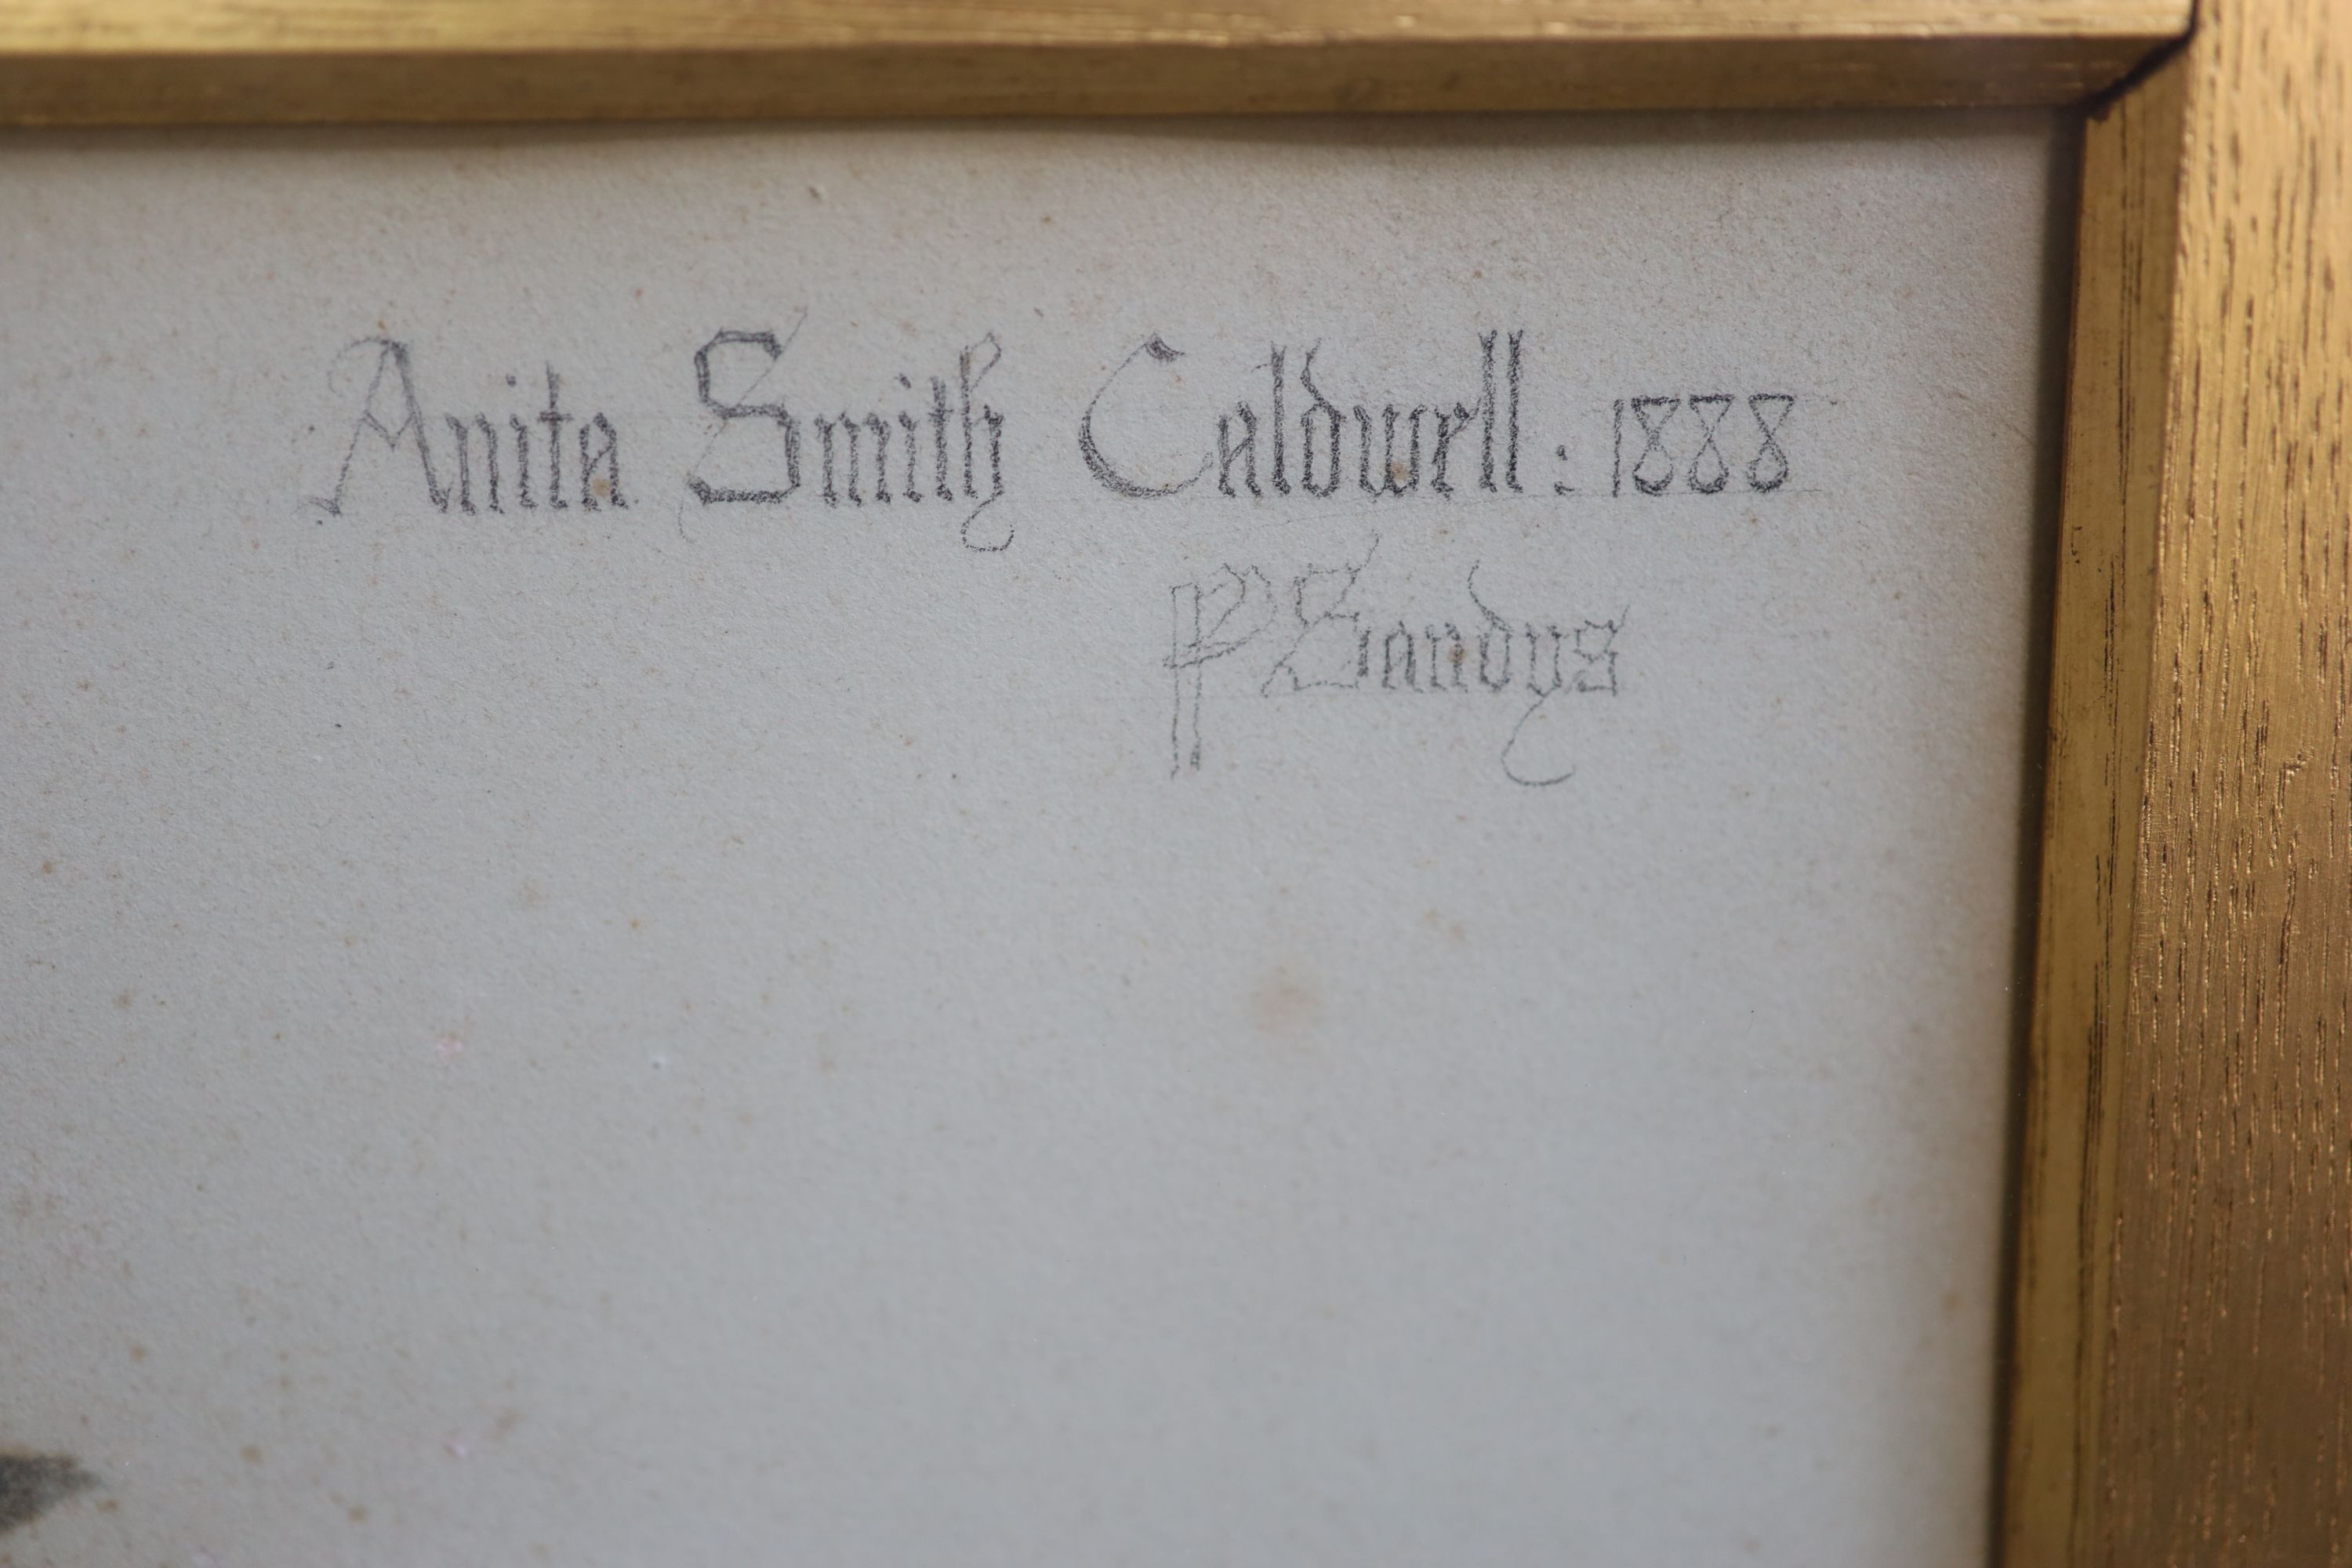 Anita Smith Caldwell : 1888
F Sandys